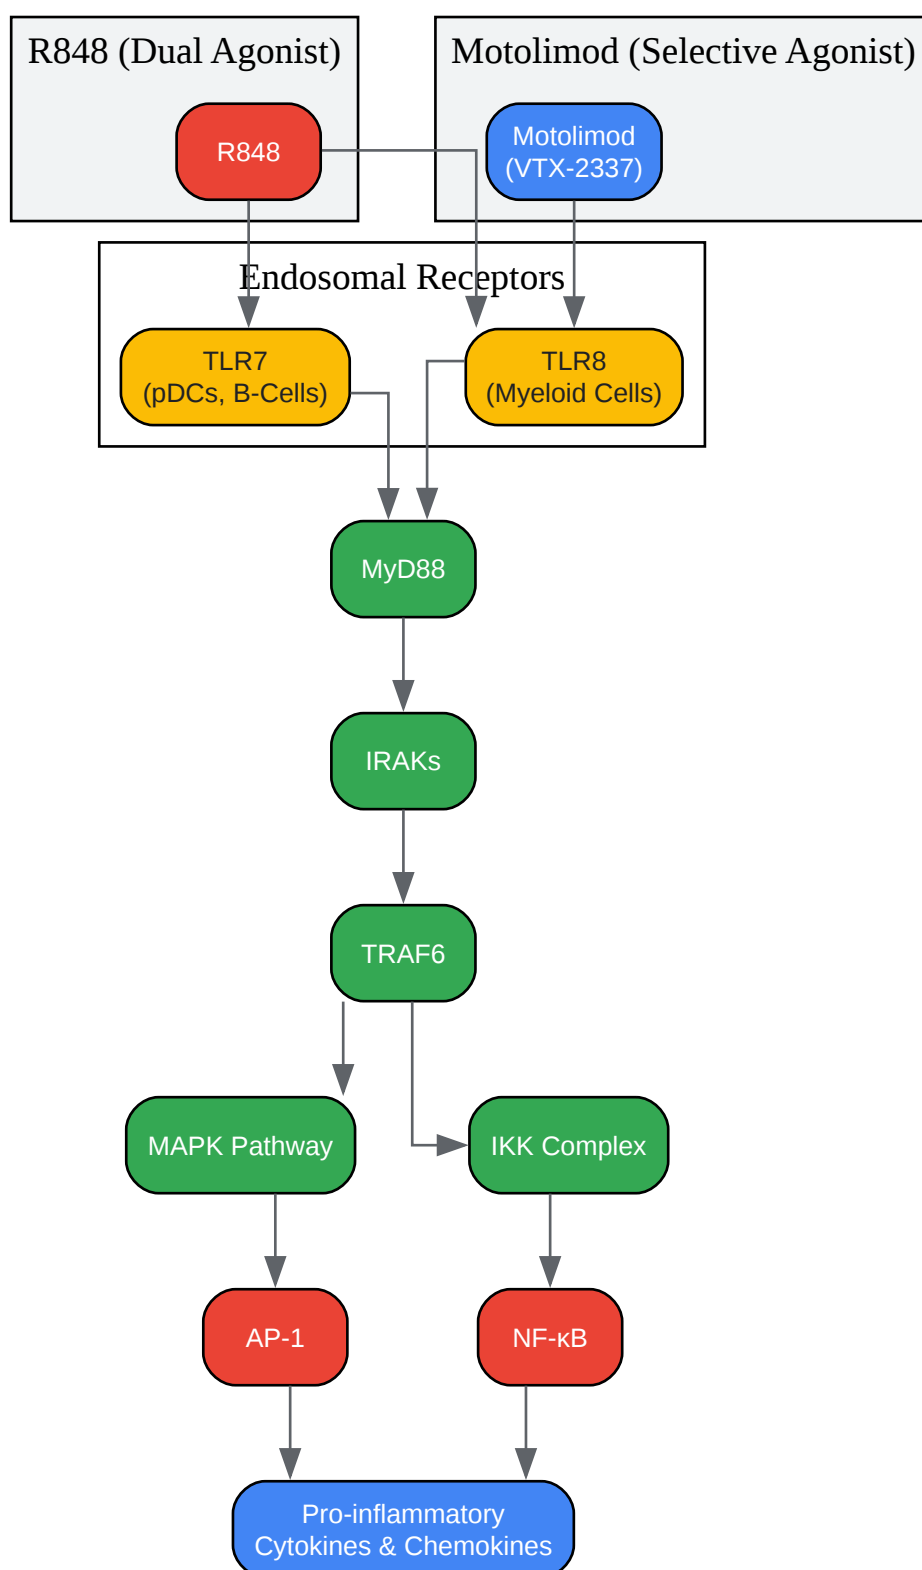 R848 (Dual Agonist)
Motolimod (Selective Agonist)
R848
Motolimod
(VTX-2337)
Endosomal Receptors
TLR7
(pDCs, B-Cells)
TLR8
(Myeloid Cells)
MyD88
IRAKs
TRAF6
MAPK Pathway
IKK Complex
AP-1
NF-κB
Pro-inflammatory
Cytokines & Chemokines